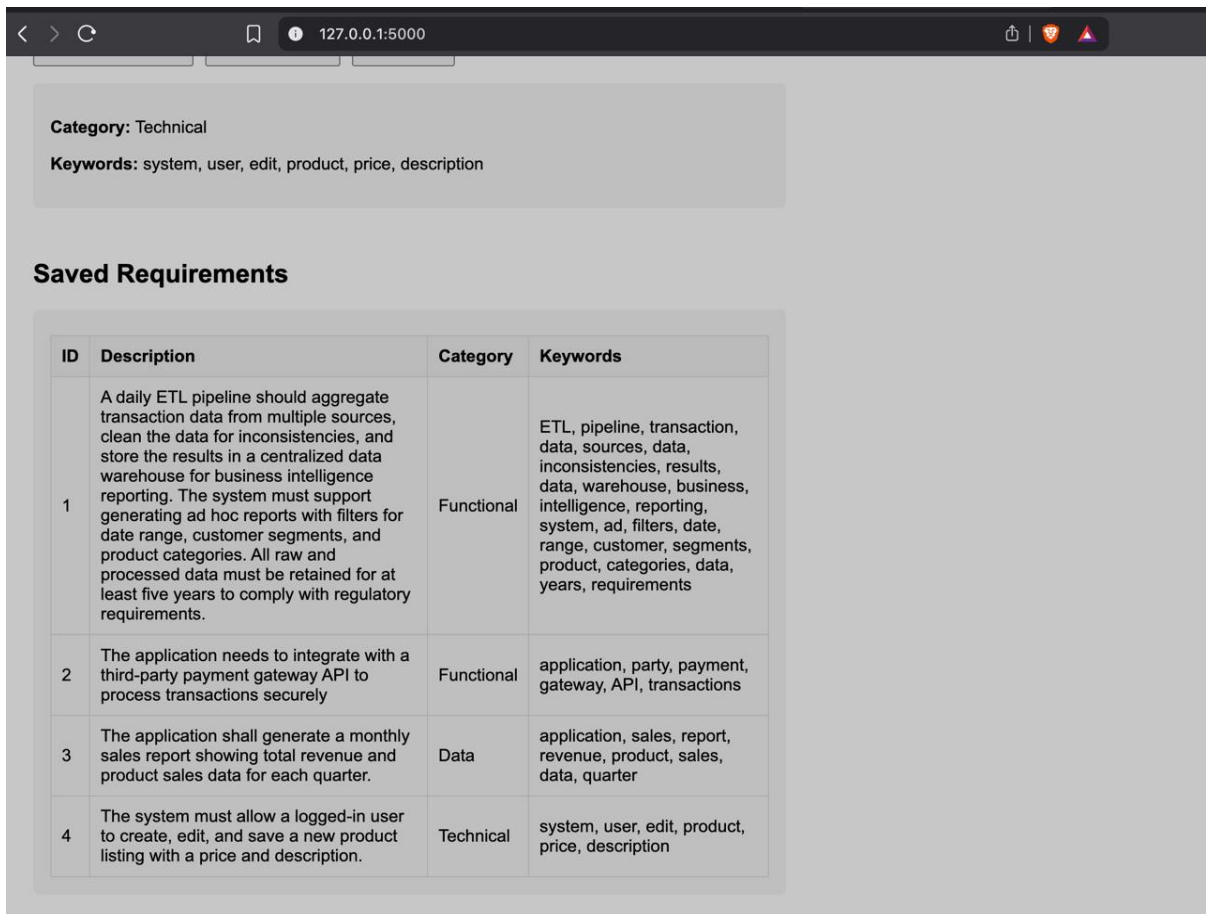 127.0.0.1:5000
Category: Technical
Keywords: system, user, edit, product, price, description
Saved Requirements
ID Description Category Keywords
1
A daily ETL pipeline should aggregate
transaction data from multiple sources,
clean the data for inconsistencies, and
store the results in a centralized data
warehouse for business intelligence
reporting. The system must support
generating ad hoc reports with filters for
date range, customer segments, and
product categories. All raw and
processed data must be retained for at
least five years to comply with regulatory
requirements.
Functional
ETL, pipeline, transaction,
data, sources, data,
inconsistencies, results,
data, warehouse, business,
intelligence, reporting,
system, ad, filters, date,
range, customer, segments,
product, categories, data,
years, requirements
2
The application needs to integrate with a
third-party payment gateway API to
process transactions securely
Functional
application, party, payment,
gateway, API, transactions
3
The application shall generate a monthly
sales report showing total revenue and
product sales data for each quarter.
Data
application, sales, report,
revenue, product, sales,
data, quarter
4
The system must allow a logged-in user
to create, edit, and save a new product
listing with a price and description.
Technical
system, user, edit, product,
price, description